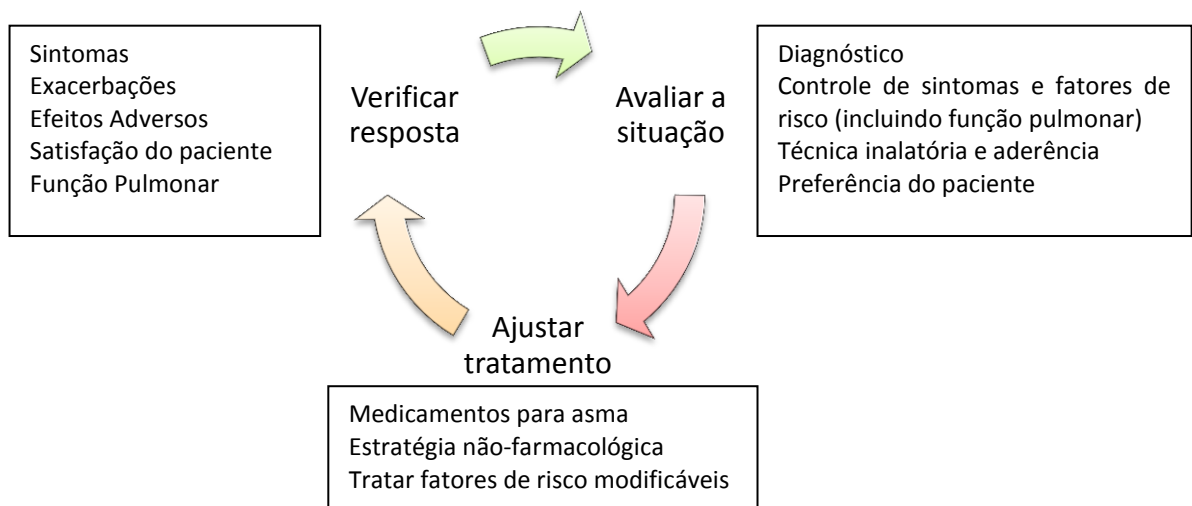 Sintomas
Exacerbações
Efeitos Adversos
Satisfação do paciente
Função Pulmonar
Verificar
resposta
Avaliar a
situação
Diagnóstico
Controle de sintomas e fatores de
risco (incluindo função pulmonar)
Técnica inalatória e aderência
Preferência do paciente
Ajustar
tratamento
Medicamentos para asma
Estratégia não-farmacológica
Tratar fatores de risco modificáveis